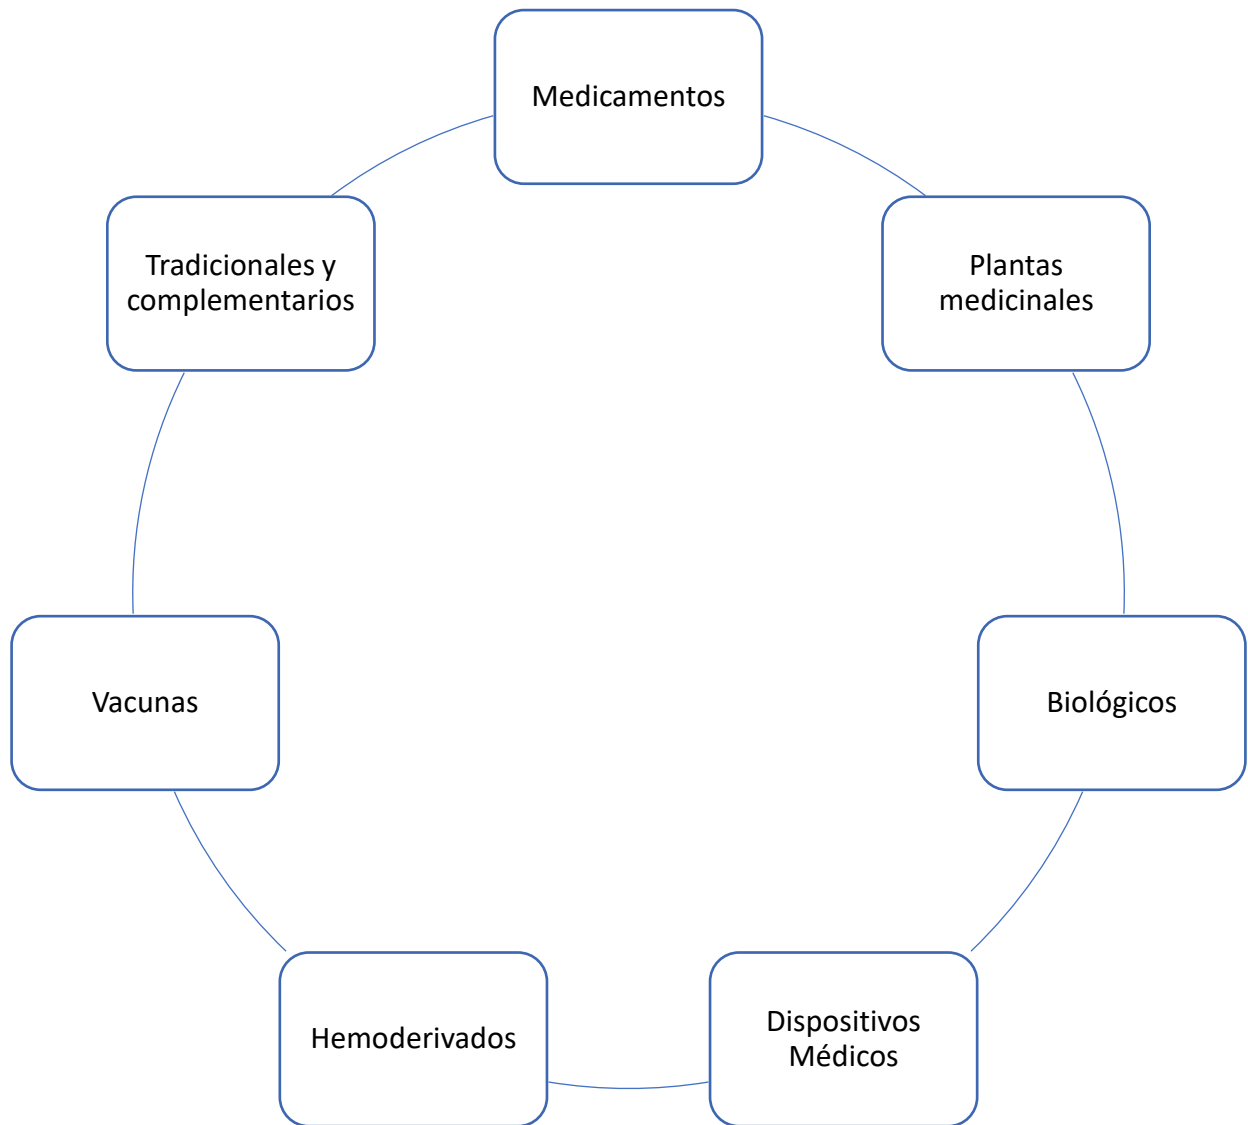 Medicamentos
Tradicionales y
complementarios
Plantas
medicinales
Vacunas
Biológicos
Hemoderivados
Dispositivos
Médicos